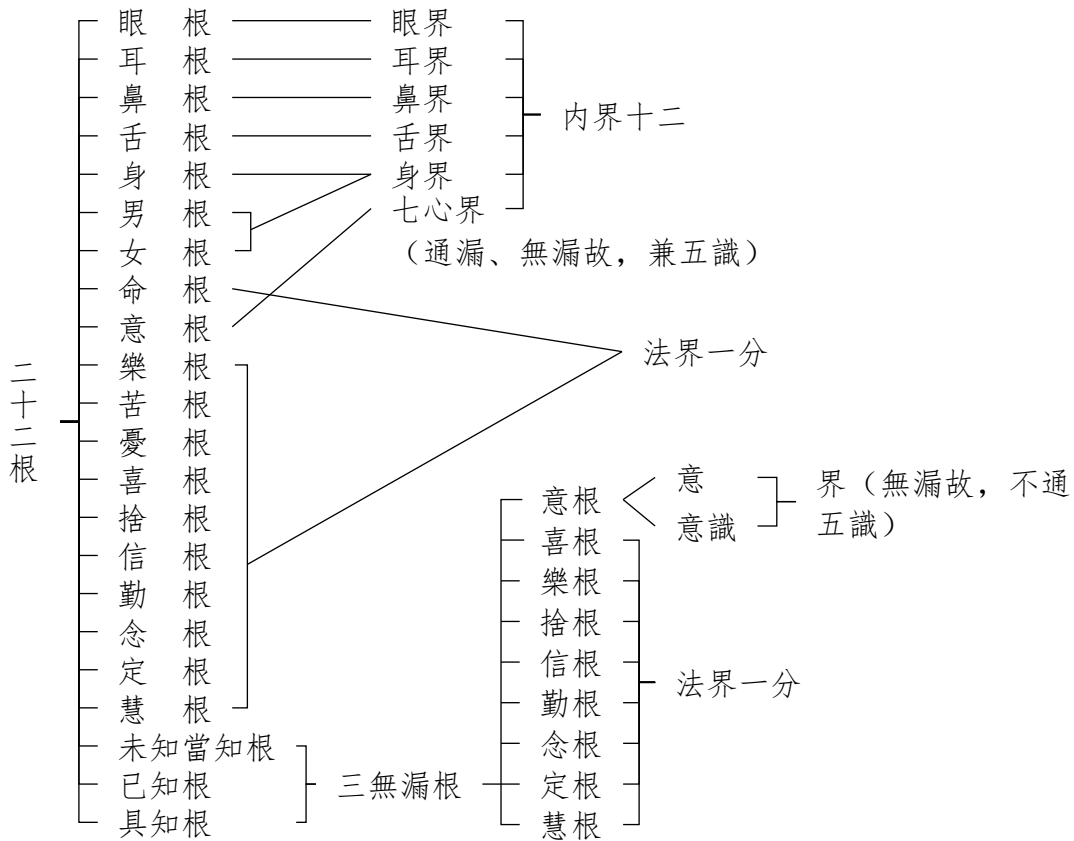 二十二根
眼　根　眼界
耳　根　耳界
鼻　根　鼻界
舌　根　舌界
身　根　身界
内界十二
男　根　七心界
女　根　（通漏、無漏故，兼五識）
命　根
意　根
樂　根
法界一分
苦　根
憂　根
喜　根
捨　根
信　根
勤　根
念　根
定　根
慧　根
未知當知根
已知根
具知根
三無漏根
意根
意
意識
界（無漏故，不通
五識）
喜根
樂根
捨根
信根
勤根
念根
定根
慧根
法界一分